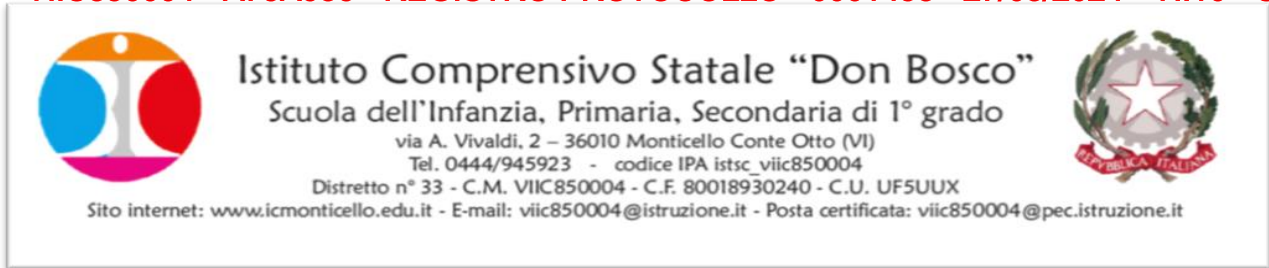 Istituto Comprensivo Statale “Don Bosco”
Scuola dell'Infanzia, Primaria, Secondaria di 1° grado
via A. Vivaldi, 2 – 36010 Monticello Conte Otto (VI)
Tel. 0444/945923 - codice IPA istsc_viic850004
Distretto n° 33 - C.M. VIIC850004 - C.F. 80018930240 - C.U. UF5UUX
Sito internet: www.icmonticello.edu.it - E-mail: viic850004@istruzione.it - Posta certificata: viic850004@pec.istruzione.it
REPVBBLICA ITALIANA